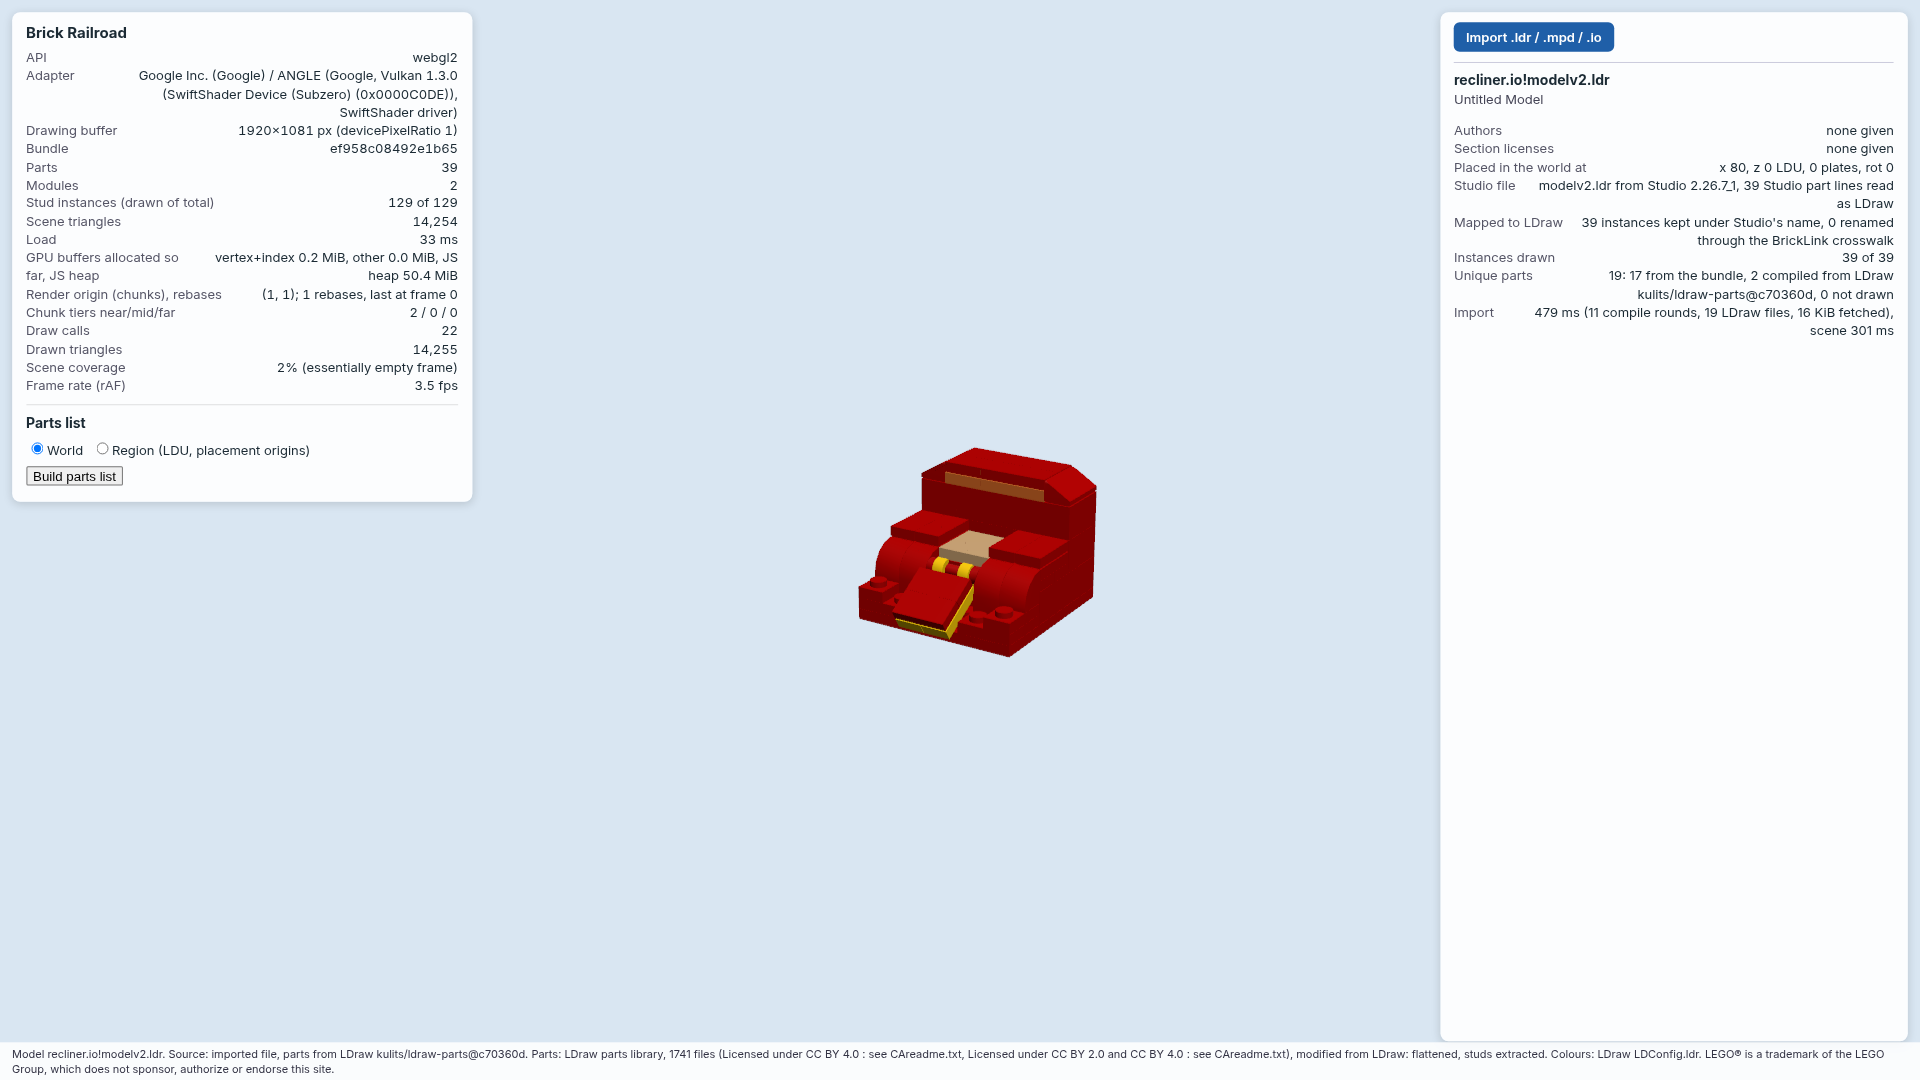 Brick Railroad
API webgl2
Adapter Google Inc. (Google) / ANGLE (Google, Vulkan 1.3.0
(SwiftShader Device (Subzero) (0x0000C0DE)),
SwiftShader driver)
Drawing buffer 1920×1081 px (devicePixelRatio 1)
Bundle ef958c08492e1b65
Parts 39
Modules 2
Stud instances (drawn of total) 129 of 129
Scene triangles 14,254
Load 33 ms
GPU buffers allocated so vertex+index 0.2 MiB, other 0.0 MiB, JS
far, JS heap heap 50.4 MiB
Render origin (chunks), rebases (1, 1); 1 rebases, last at frame 0
Chunk tiers near/mid/far 2 / 0 / 0
Draw calls 22
Drawn triangles 14,255
Scene coverage 2% (essentially empty frame)
Frame rate (rAF) 3.5 fps
Parts list
World Region (LDU, placement origins)
Build parts list
Import .ldr / .mpd / .io
recliner.io!modelv2.ldr
Untitled Model
Authors none given
Section licenses none given
Placed in the world at x 80, z 0 LDU, 0 plates, rot 0
Studio file modelv2.ldr from Studio 2.26.7_1, 39 Studio part lines read
as LDraw
Mapped to LDraw 39 instances kept under Studio's name, 0 renamed
through the BrickLink crosswalk
Instances drawn 39 of 39
Unique parts 19: 17 from the bundle, 2 compiled from LDraw
kulits/ldraw-parts@c70360d, 0 not drawn
Import 479 ms (11 compile rounds, 19 LDraw files, 16 KiB fetched),
scene 301 ms
Model recliner.io!modelv2.ldr. Source: imported file, parts from LDraw kulits/ldraw-parts@c70360d. Parts: LDraw parts library, 1741 files (Licensed under CC BY 4.0 : see CAreadme.txt, Licensed under CC BY 2.0 and CC BY 4.0 : see CAreadme.txt), modified from LDraw: flattened, studs extracted. Colours: LDraw LDConfig.ldr. LEGO® is a trademark of the LEGO
Group, which does not sponsor, authorize or endorse this site.